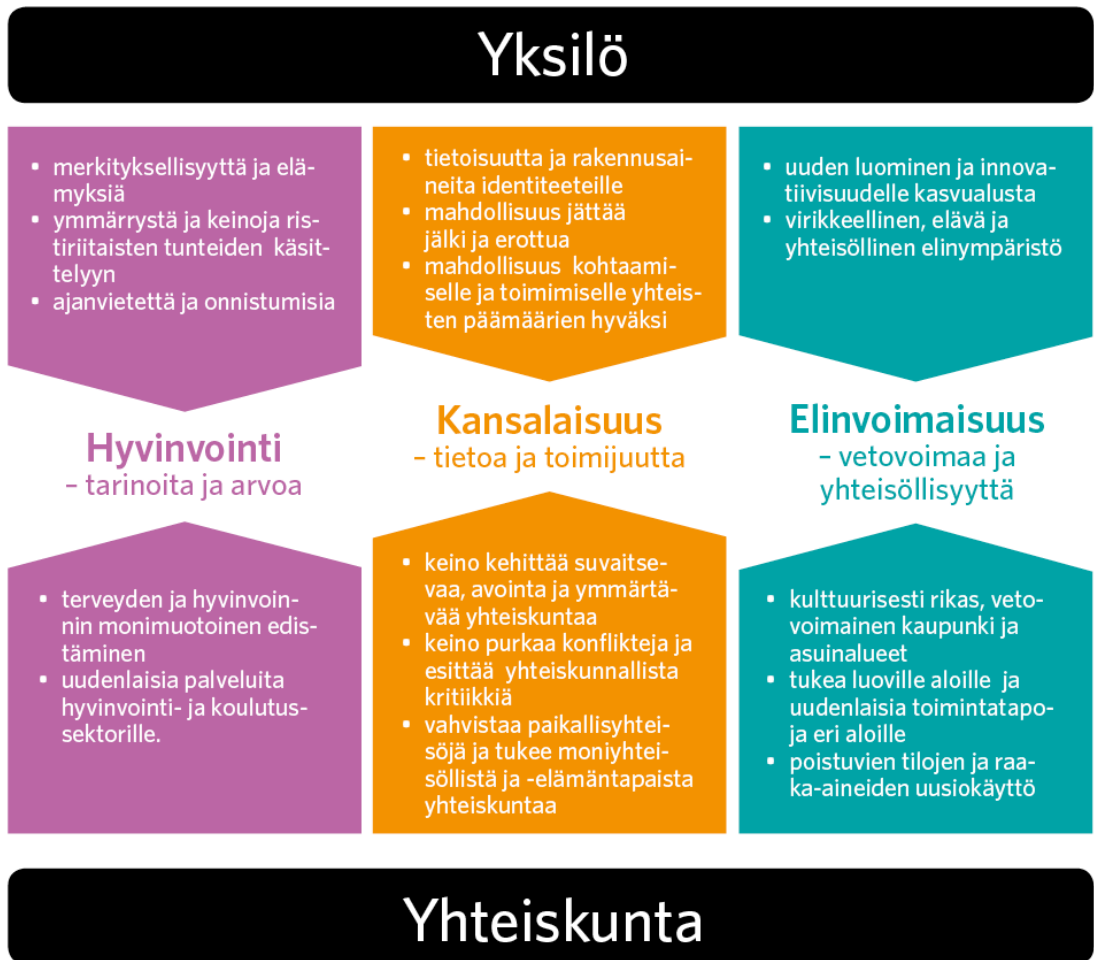 Yksilö
▪ merkityksellisyyttä ja elä-
myksiä
▪ ymmärrystä ja keinoja ris-
tiriitaisten tunteiden käsit-
telyyn
▪ ajanvietettä ja onnistumisia
▪ tietoisuutta ja rakennusai-
neita identiteeteille
▪ mahdollisuus jättää
jälki ja erottua
▪ mahdollisuus kohtaami-
selle ja toimimiselle yhteis-
ten päämäärien hyväksi
▪ uuden luominen ja innova-
tiivisuudelle kasvualusta
▪ virikkeellinen, elävä ja
yhteisöllinen elinympäristö
Hyvinvointi
– tarinoita ja arvoa
Kansalaisuus
– tietoa ja toimijuutta
Elinvoimaisuus
– vetovoimaa ja
yhteisöllisyyttä
▪ terveyden ja hyvinvoin-
nin monimuotoinen edis-
täminen
▪ uudenlaisia palveluita
hyvinvointi- ja koulutus-
sektorille.
▪ keino kehittää suvaitse-
vaa, avointa ja ymmärtä-
vää yhteiskuntaa
▪ keino purkaa konflikteja ja
esittää yhteiskunnallista
kritiikkiä
▪ vahvistaa paikallisyhtei-
söjä ja tukee moniyhtei-
söllistä ja -elämäntapaista
yhteiskuntaa
▪ kulttuurisesti rikas, veto-
voimainen kaupunki ja
asuinalueet
▪ tukea luoville aloille ja
uudenlaisia toimintatapo-
ja eri aloille
▪ poistuvien tilojen ja raa-
ka-aineiden uusiokäyttö
Yhteiskunta